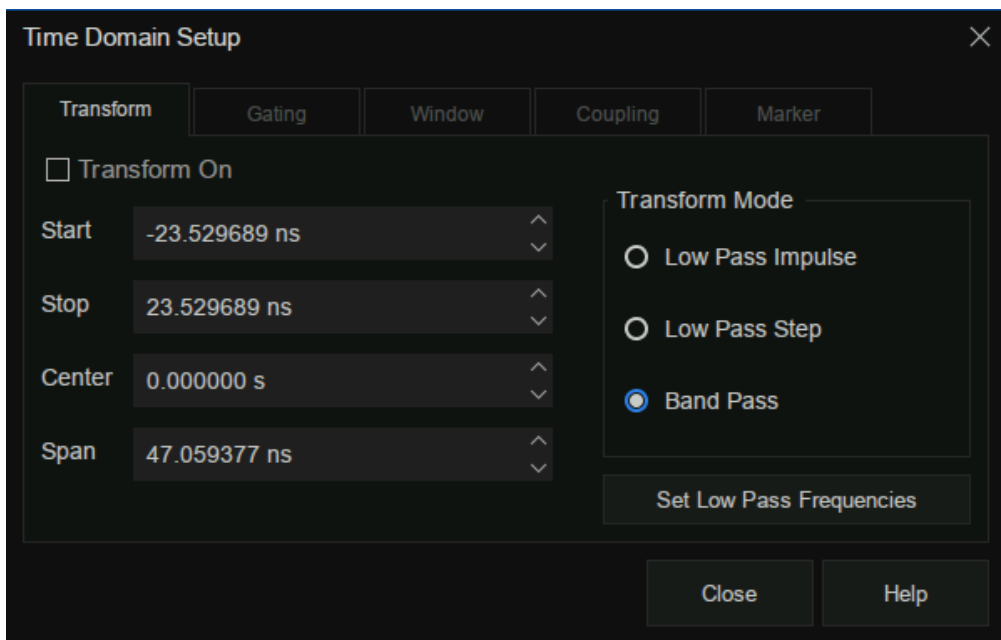 Time Domain Setup
Transform
Gating
Window
Coupling
Marker
Transform On
Start
-23.529689 ns
Stop
23.529689 ns
Center
0.000000 s
Span
47.059377 ns
Transform Mode
Low Pass Impulse
Low Pass Step
Band Pass
Set Low Pass Frequencies
Close
Help